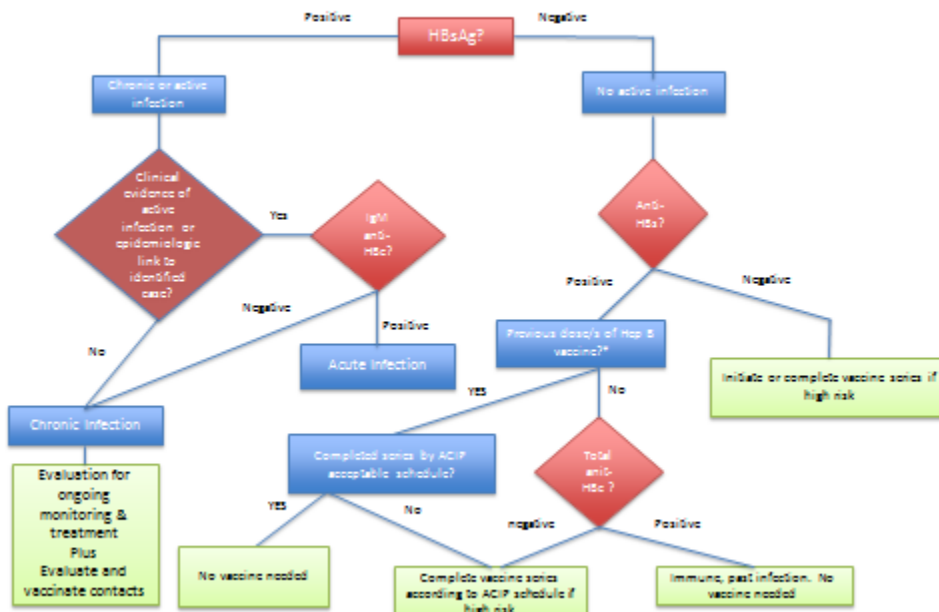 Positive
Negative
HBsAg?
Chronic or active
infection
No active infection
Clinical
evidence of
active
infection or
epidemiologic
link to
identified
case?
Yes
IgM
anti-
HBc?
Anti-
HBs?
Negative
Positive
Negative
Positive
No
Previous dose/s of Hep B
vaccine?*
Acute Infection
Initiate or complete vaccine series if
high risk
YES
No
Chronic Infection
Completed series by ACIP
acceptable schedule?
Total
anit-
HBc ?
Evaluation for
ongoing
monitoring &
treatment
Plus
Evaluate and
vaccinate contacts
YES
No
negative
Positive
No vaccine needed
Complete vaccine series
according to ACIP schedule if
high risk
Immune, past infection. No
vaccine needed